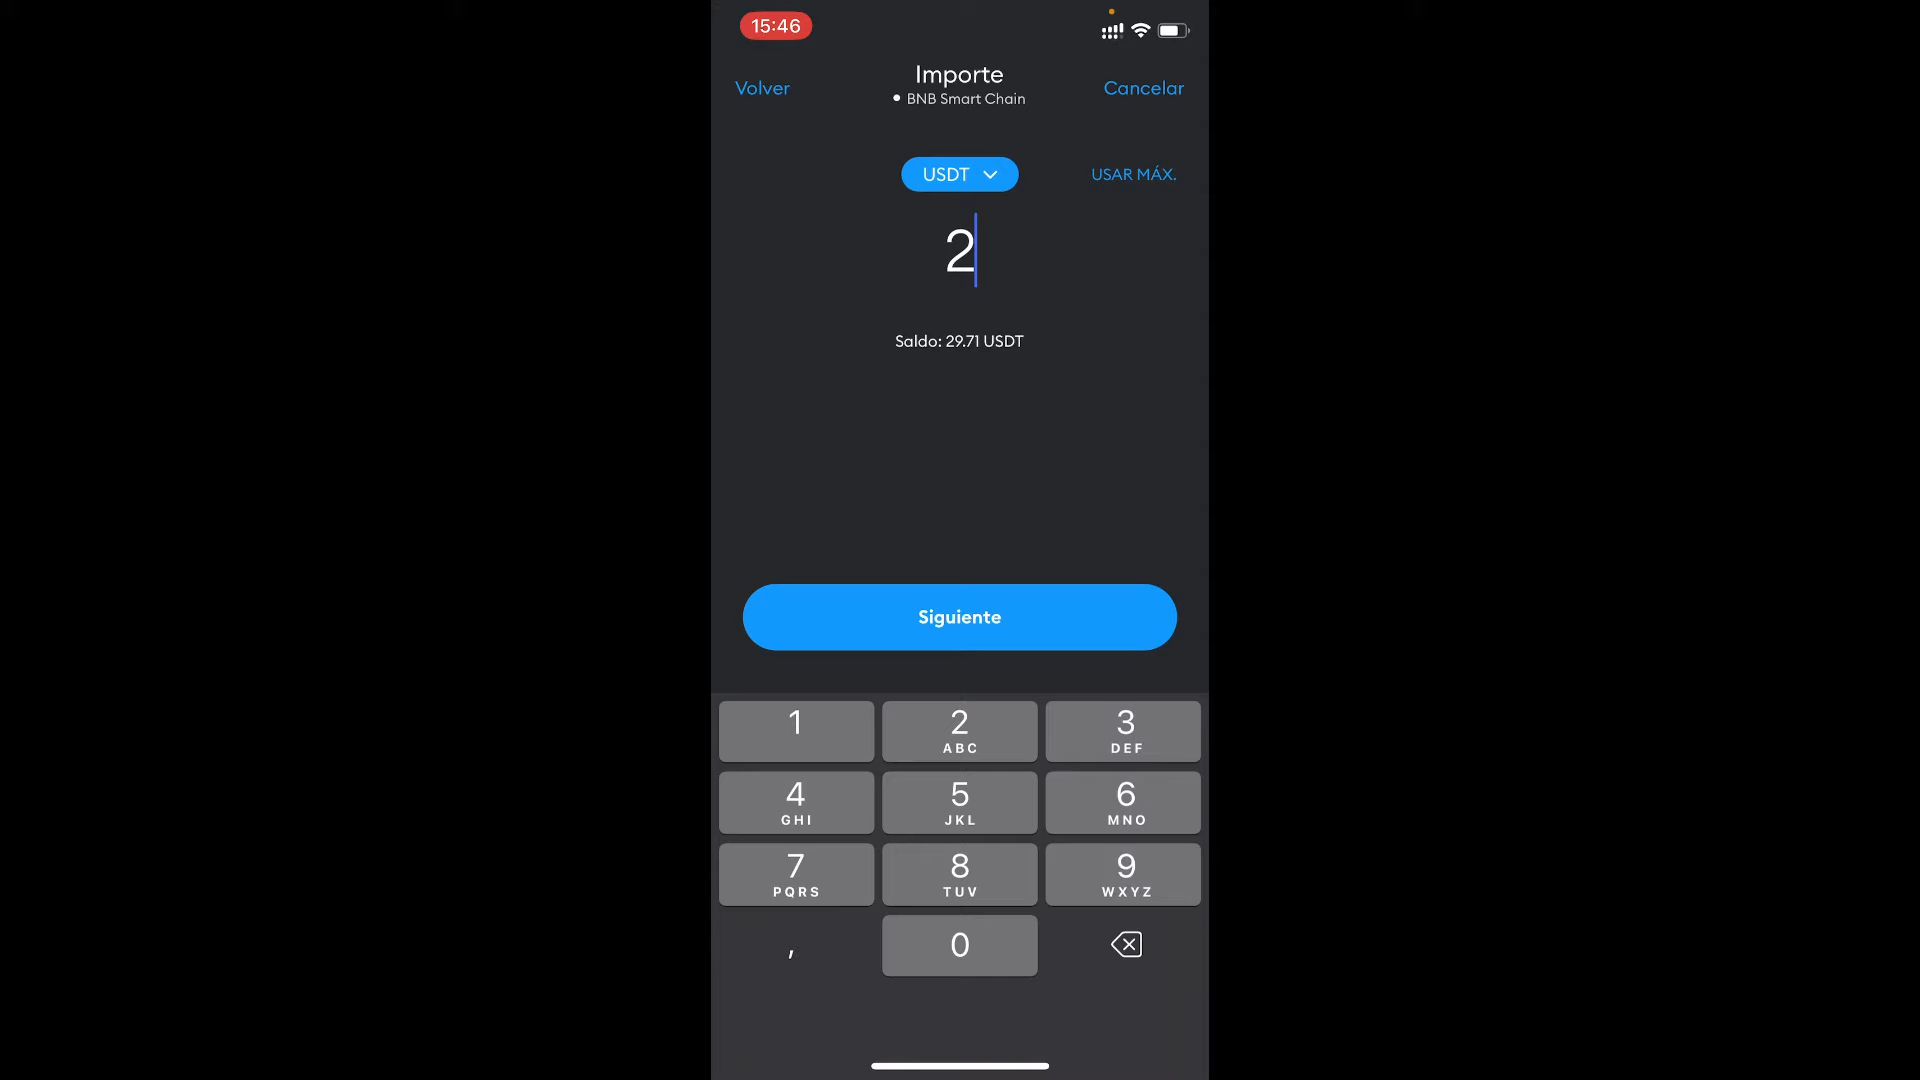 15:46
Volver
Importe
Cancelar
BNB Smart Chain
USDT
USAR MÁX.
2
Saldo: 29.71 USDT
Siguiente
1
2
3
ABC
DEF
4
5
6
GHI
JKL
MNO
7
8
9
PQRS
TUV
WXYZ
,
0